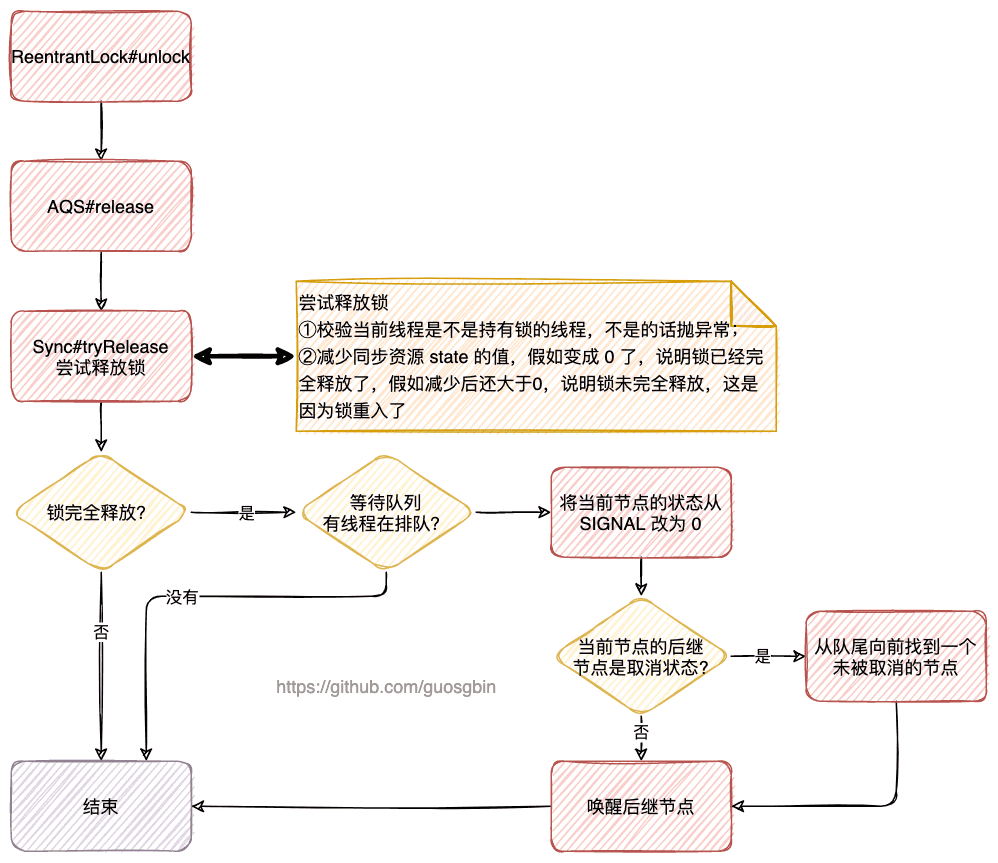 ReentrantLock#unlock
AQS#release
Sync#tryRelease
尝试释放锁
尝试释放锁
①校验当前线程是不是持有锁的线程，不是的话抛异常；
②减少同步资源 state 的值，假如变成 0 了，说明锁已经完
全释放了，假如减少后还大于0，说明锁未完全释放，这是
因为锁重入了
锁完全释放？
是
等待队列
有线程在排队？
将当前节点的状态从
SIGNAL 改为 0
没有
否
当前节点的后继
节点是取消状态？
是
从队尾向前找到一个
未被取消的节点
https://github.com/guosgbin
否
结束
唤醒后继节点